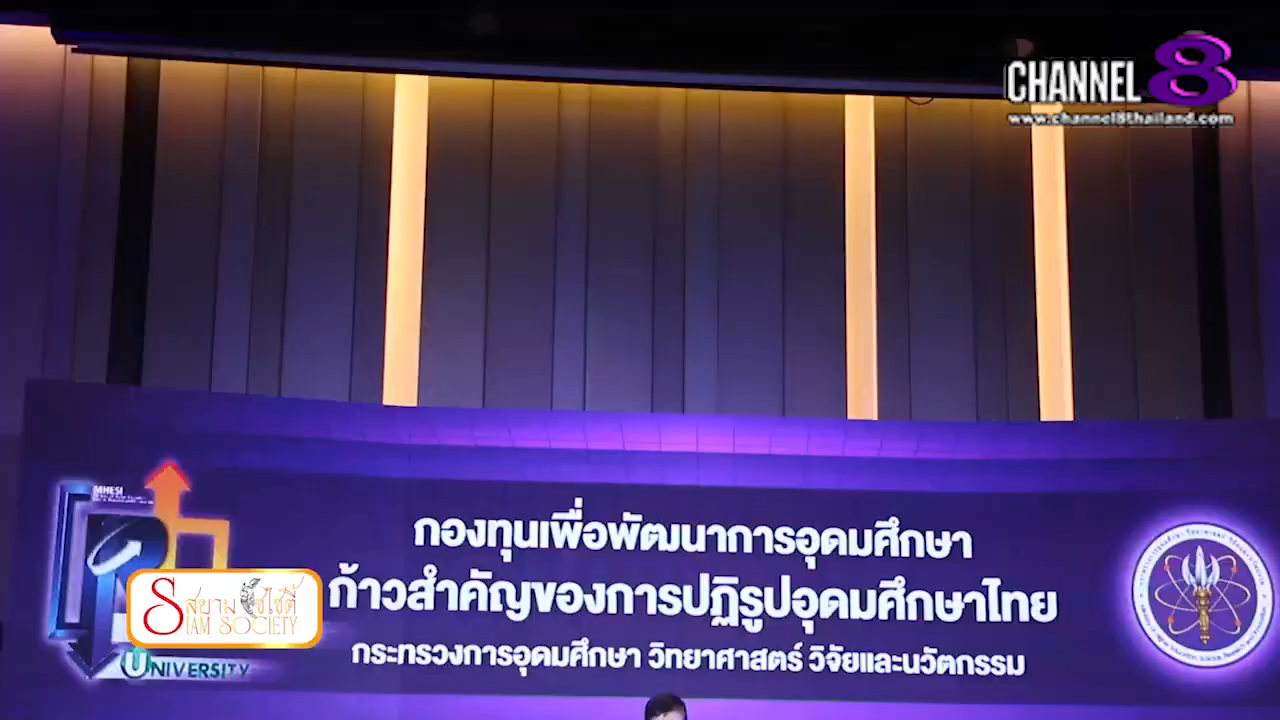 CHANNEL 8
www.channel8thailand.com
MHESI
กองทุนเพื่อพัฒนาการอุดมศึกษา
ก้าวสำคัญของการปฏิรูปอุดมศึกษาไทย
กระทรวงการอุดมศึกษา วิทยาศาสตร์ วิจัยและนวัตกรรม
สยาม โซไซตี้
SIAM SOCIETY
UNIVERSITY